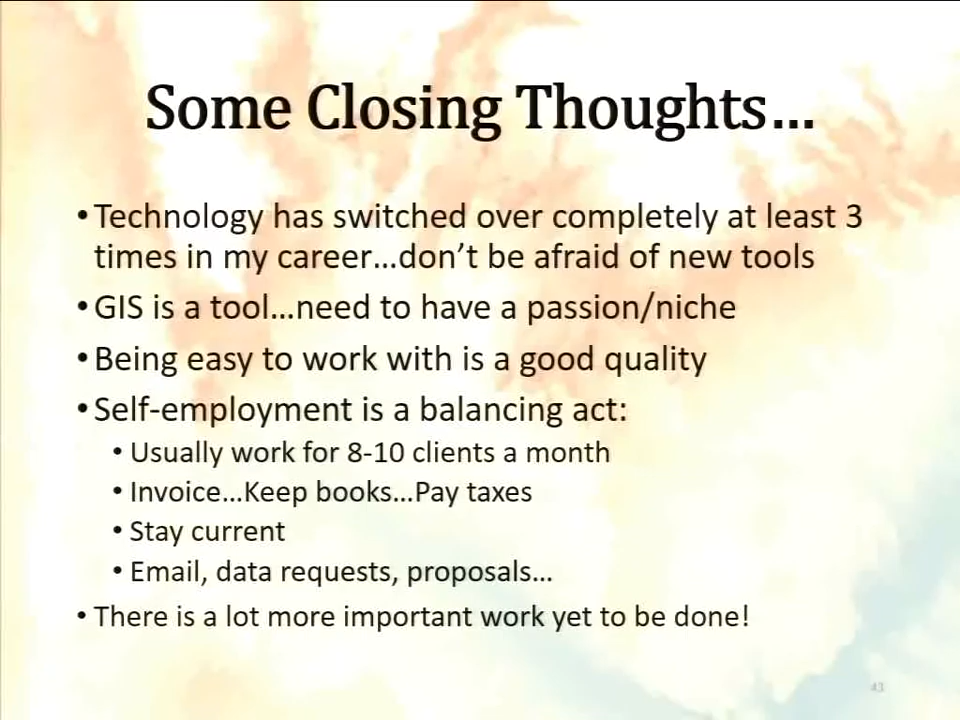 Some Closing Thoughts...
• Technology has switched over completely at least 3
times in my career...don't be afraid of new tools
• GIS is a tool...need to have a passion/niche
• Being easy to work with is a good quality
• Self-employment is a balancing act:
• Usually work for 8-10 clients a month
• Invoice...Keep books...Pay taxes
• Stay current
• Email, data requests, proposals...
• There is a lot more important work yet to be done!
43